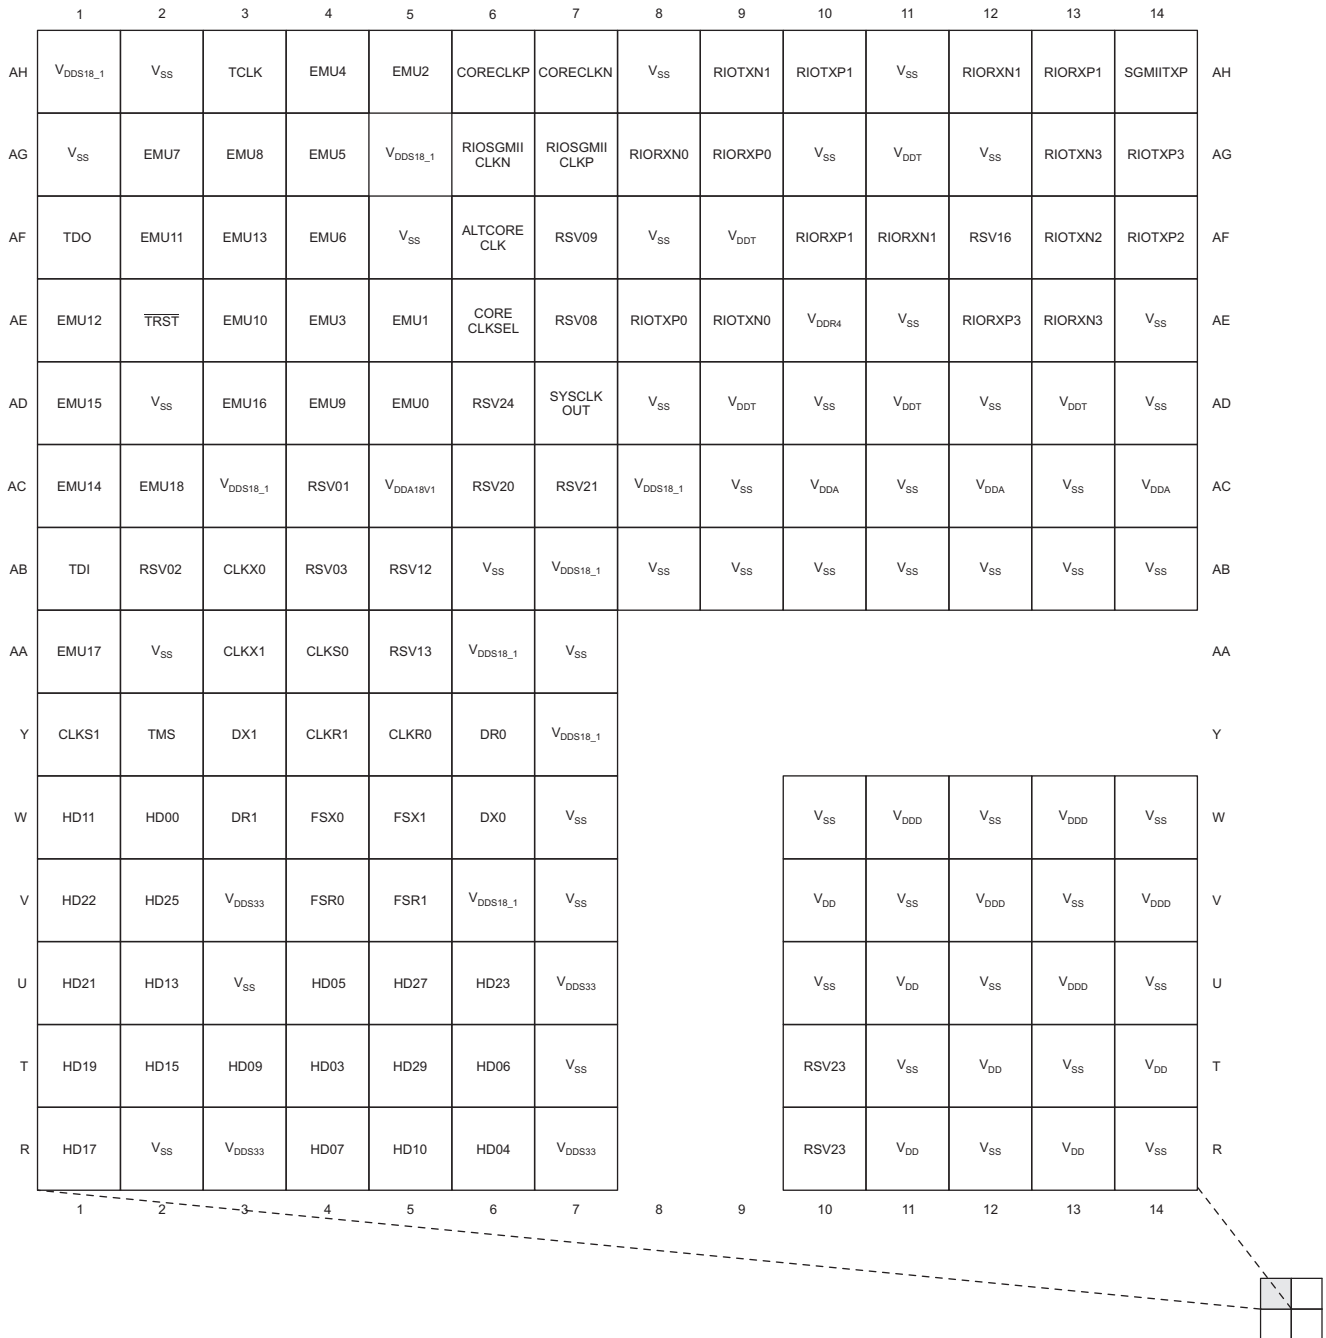 1 2 3 4 5 6 7 8 9 10 11 12 13 14
AH VDDS18_1 VSS TCLK EMU4 EMU2 CORECLKP CORECLKN VSS RIOTXN1 RIOTXP1 VSS RIORXN1 RIORXP1 SGMIITXP AH
AG VSS EMU7 EMU8 EMU5 VDDS18_1 RIOSGMII CLKN RIOSGMII CLKP RIORXN0 RIORXP0 VSS VDDT VSS RIOTXN3 RIOTXP3 AG
AF TDO EMU11 EMU13 EMU6 VSS ALTCORE CLK RSV09 VSS VDDT RIORXP1 RIORXN1 RSV16 RIOTXN2 RIOTXP2 AF
AE EMU12 TRST EMU10 EMU3 EMU1 CORE CLKSEL RSV08 RIOTXP0 RIOTXN0 VDDR4 VSS RIORXP3 RIORXN3 VSS AE
AD EMU15 VSS EMU16 EMU9 EMU0 RSV24 SYSCLK OUT VSS VDDT VSS VDDT VSS VDDT VSS AD
AC EMU14 EMU18 VDDS18_1 RSV01 VDDA18V1 RSV20 RSV21 VDDS18_1 VSS VDDA VSS VDDA VSS VDDA AC
AB TDI RSV02 CLKX0 RSV03 RSV12 VSS VDDS18_1 VSS VSS VSS VSS VSS VSS VSS AB
AA EMU17 VSS CLKX1 CLKS0 RSV13 VDDS18_1 VSS AA
Y CLKS1 TMS DX1 CLKR1 CLKR0 DR0 VDDS18_1 Y
W HD11 HD00 DR1 FSX0 FSX1 DX0 VSS VSS VDDD VSS VDDD VSS W
V HD22 HD25 VDDS33 FSR0 FSR1 VDDS18_1 VSS VDD VSS VDDD VSS VDDD V
U HD21 HD13 VSS HD05 HD27 HD23 VDDS33 VSS VDD VSS VDDD VSS U
T HD19 HD15 HD09 HD03 HD29 HD06 VSS RSV23 VSS VDD VSS VDD T
R HD17 VSS VDDS33 HD07 HD10 HD04 VDDS33 RSV23 VDD VSS VDD VSS R
1 2 3 4 5 6 7 8 9 10 11 12 13 14